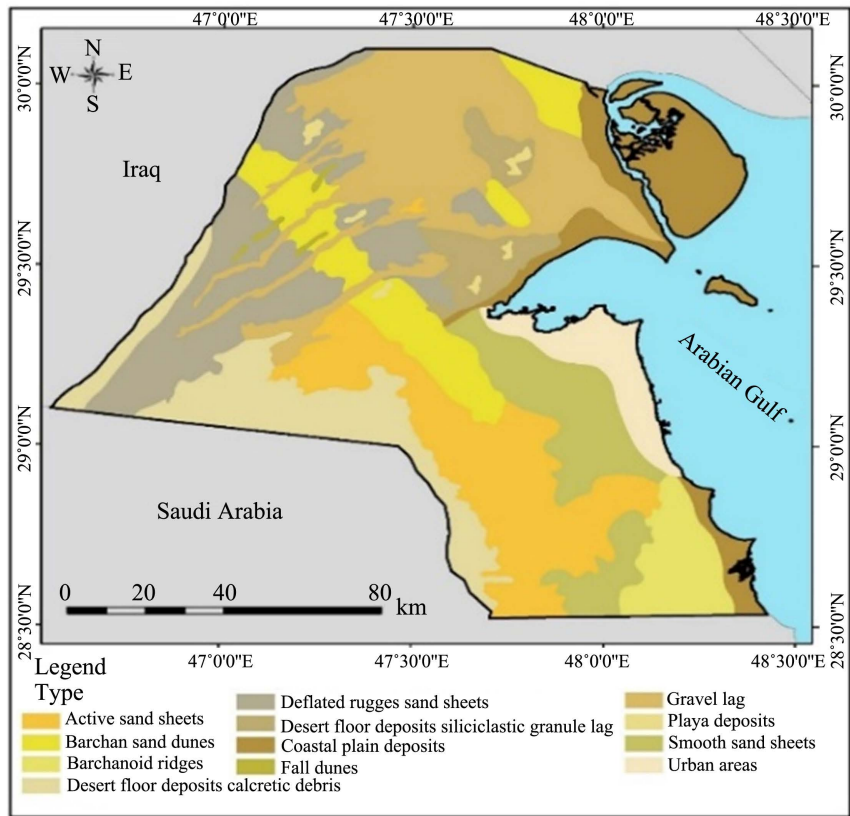 47°0'0"E 47°30'0"E 48°0'0"E 48°30'0"E
N
W E
S
30°0'0"N
30°0'0"N
Iraq
29°30'0"N
29°30'0"N
Arabian Gulf
29°0'0"N
29°0'0"N
Saudi Arabia
0 20 40 80
km
28°30'0"N
28°30'0"N
47°0'0"E 47°30'0"E 48°0'0"E 48°30'0"E
Legend
Type
Active sand sheets
Barchan sand dunes
Barchanoid ridges
Desert floor deposits calcretic debris
Deflated rugges sand sheets
Desert floor deposits siliciclastic granule lag
Coastal plain deposits
Fall dunes
Gravel lag
Playa deposits
Smooth sand sheets
Urban areas